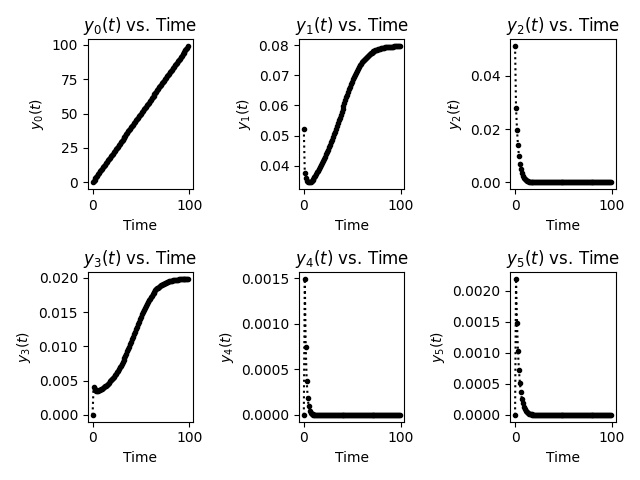 y₀(t) vs. Time
y₁(t) vs. Time
y₂(t) vs. Time
100
75
50
25
0
y₀(t)
0
100
Time
0.08
0.07
0.06
0.05
0.04
y₁(t)
0
100
Time
0.04
0.02
0.00
y₂(t)
0
100
Time
y₃(t) vs. Time
y₄(t) vs. Time
y₅(t) vs. Time
0.020
0.015
0.010
0.005
0.000
y₃(t)
0
100
Time
0.0015
0.0010
0.0005
0.0000
y₄(t)
0
100
Time
0.0020
0.0015
0.0010
0.0005
0.0000
y₅(t)
0
100
Time